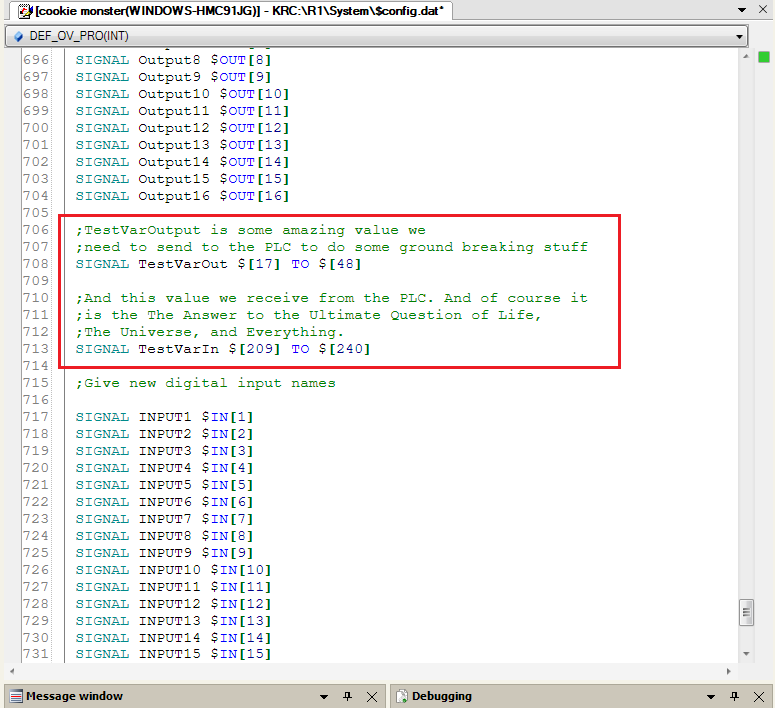 [cookie monster(WINDOWS-HMC91JG)] - KRC:\R1\System\$config.dat*
DEF_OV_PRO(INT)
696 SIGNAL Output8 $OUT[8]
697 SIGNAL Output9 $OUT[9]
698 SIGNAL Output10 $OUT[10]
699 SIGNAL Output11 $OUT[11]
700 SIGNAL Output12 $OUT[12]
701 SIGNAL Output13 $OUT[13]
702 SIGNAL Output14 $OUT[14]
703 SIGNAL Output15 $OUT[15]
704 SIGNAL Output16 $OUT[16]
705
706 ;TestVarOutput is some amazing value we
707 ;need to send to the PLC to do some ground breaking stuff
708 SIGNAL TestVarOut $[17] TO $[48]
709
710 ;And this value we receive from the PLC. And of course it
711 ;is the The Answer to the Ultimate Question of Life,
712 ;The Universe, and Everything.
713 SIGNAL TestVarIn $[209] TO $[240]
714
715 ;Give new digital input names
716
717 SIGNAL INPUT1 $IN[1]
718 SIGNAL INPUT2 $IN[2]
719 SIGNAL INPUT3 $IN[3]
720 SIGNAL INPUT4 $IN[4]
721 SIGNAL INPUT5 $IN[5]
722 SIGNAL INPUT6 $IN[6]
723 SIGNAL INPUT7 $IN[7]
724 SIGNAL INPUT8 $IN[8]
725 SIGNAL INPUT9 $IN[9]
726 SIGNAL INPUT10 $IN[10]
727 SIGNAL INPUT11 $IN[11]
728 SIGNAL INPUT12 $IN[12]
729 SIGNAL INPUT13 $IN[13]
730 SIGNAL INPUT14 $IN[14]
731 SIGNAL INPUT15 $IN[15]
Message window
Debugging